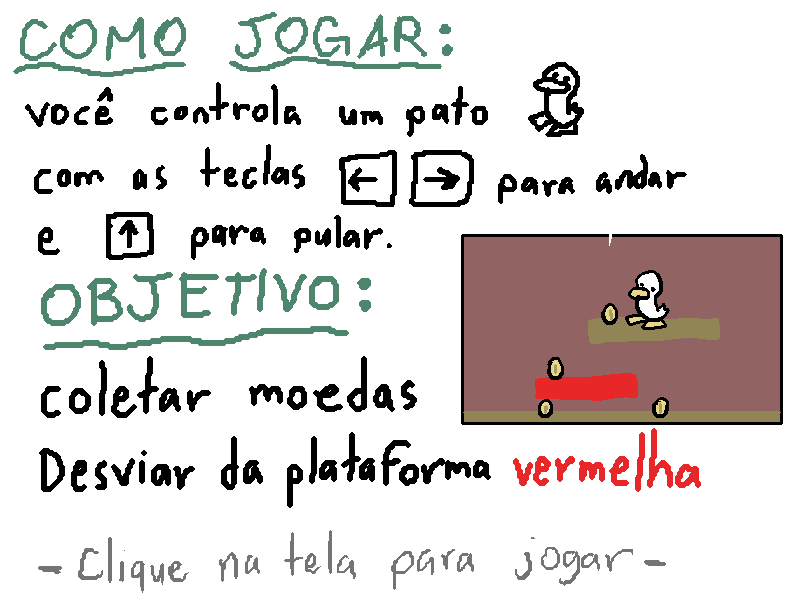 COMO JOGAR:
você controla um pato
com as teclas ← → para andar
e ↑ para pular.
OBJETIVO:
coletar moedas
Desviar da plataforma vermelha
- Clique na tela para jogar -